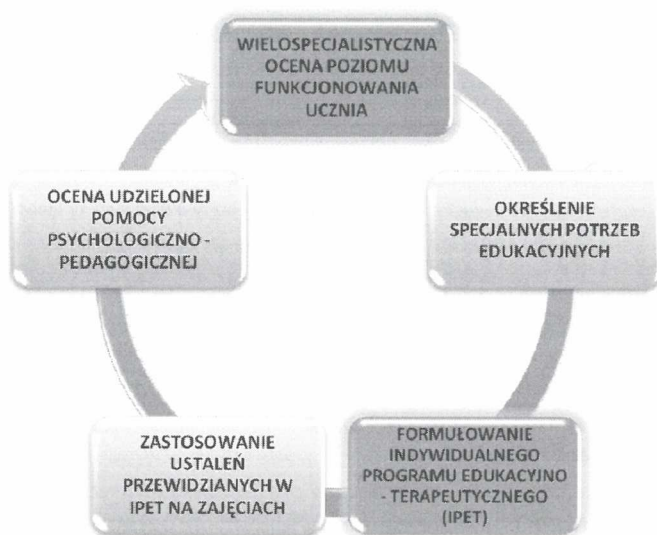 WIELOSPECJALISTYCZNA
OCENA POZIOMU
FUNKCJONOWANIA
UCZNIA
OKREŚLENIE
SPECJALNYCH POTRZEB
EDUKACYJNYCH
FORMUŁOWANIE
INDYWIDUALNEGO
PROGRAMU EDUKACYJNO
- TERAPEUTYCZNEGO
(IPET)
ZASTOSOWANIE
USTALEŃ
PRZEWIDZIANYCH W
IPET NA ZAJĘCIACH
OCENA UDZIELONEJ
POMOCY
PSYCHOLOGICZNO -
PEDAGOGICZNEJ